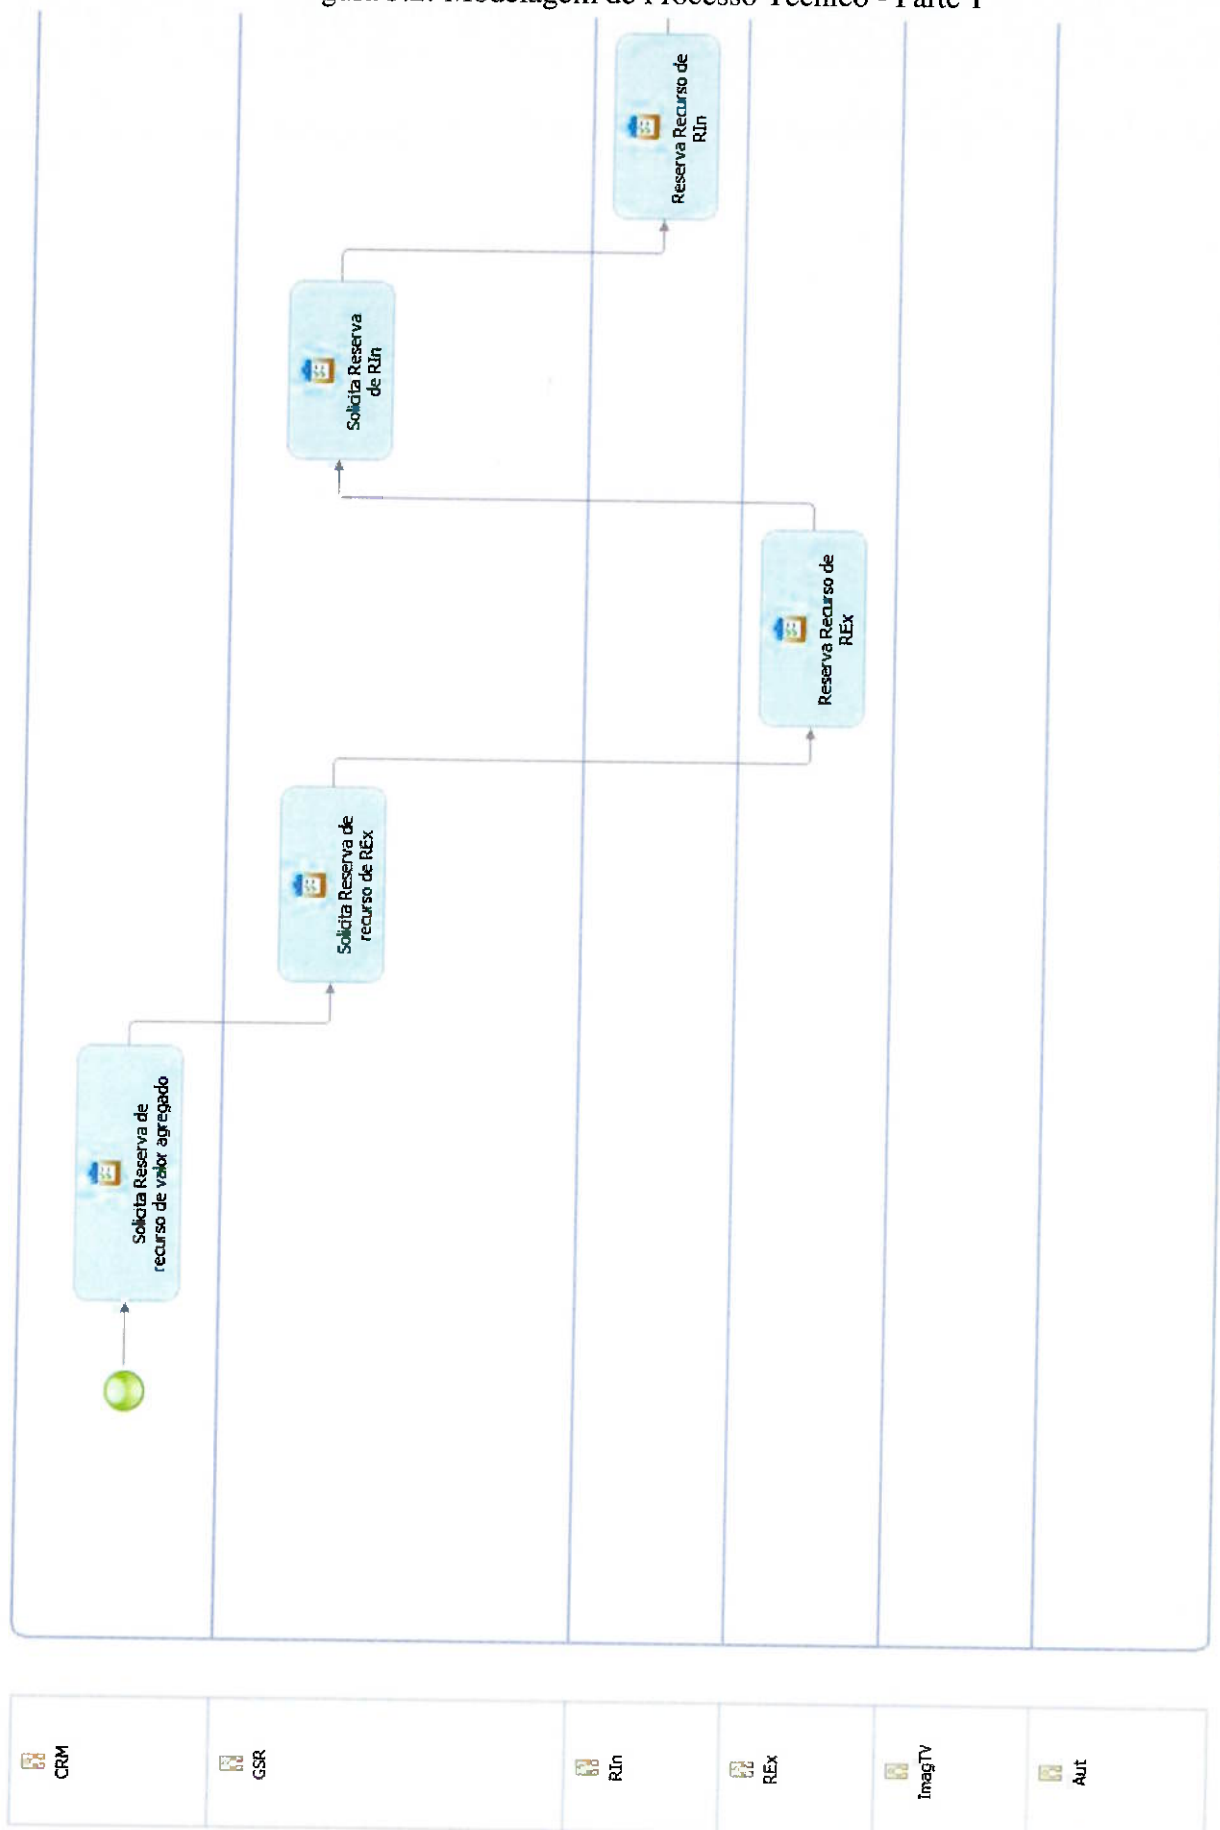 Modelagem de Processo Técnico - Parte 1
CRM
GSR
RIn
REx
ImagTV
Aut
Solicita Reserva de
recurso de valor agregado
Solicita Reserva de
recurso de REx
Reserva Recurso de
REx
Solicita Reserva
de RIn
Reserva Recurso de
RIn